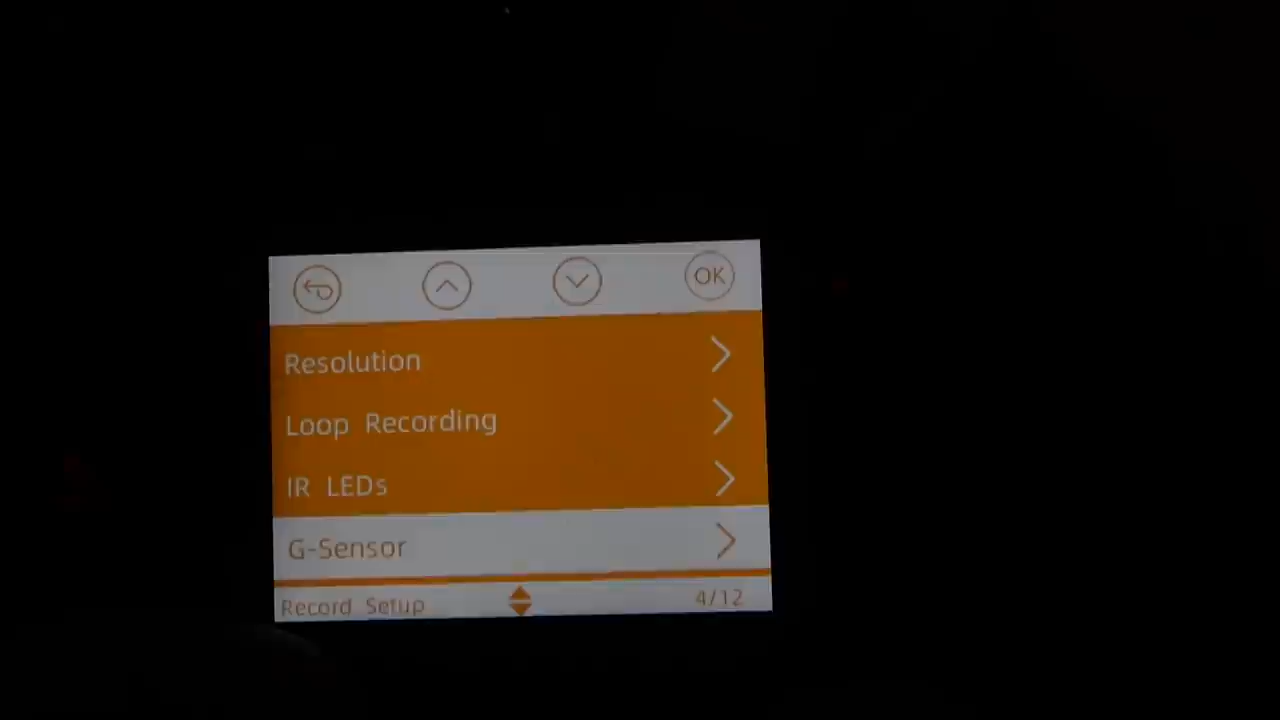 OK
Resolution
Loop Recording
IR LEDs
G-Sensor
Record Setup 4/12